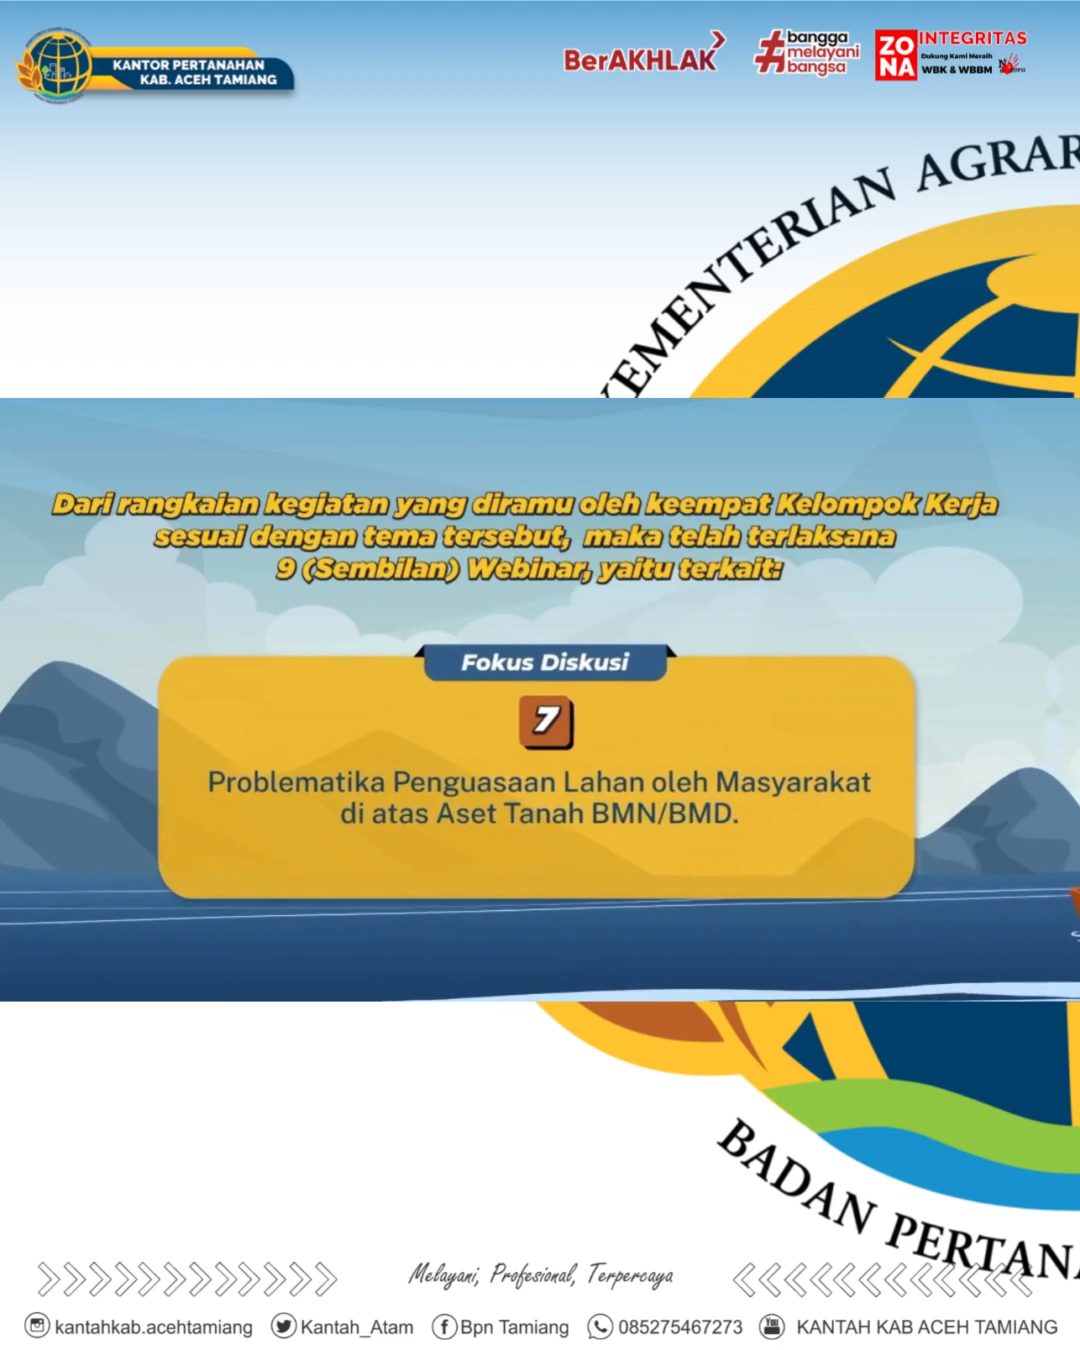 KANTOR PERTANAHAN
KAB. ACEH TAMIANG
BerAKHLAK
#bangga
melayani
bangsa
ZO
NA
INTEGRITAS
Dukung Kami Meraih
WBK & WBBM
KEMENTERIAN AGRAR
Dari rangkaian kegiatan yang diramu oleh keempat Kelompok Kerja
sesuai dengan tema tersebut, maka telah terlaksana
9 (Sembilan) Webinar, yaitu terkait:
Fokus Diskusi
7
Problematika Penguasaan Lahan oleh Masyarakat
di atas Aset Tanah BMN/BMD.
BADAN PERTANA
Melayani, Profesional, Terpercaya
kantahkab.acehtamiang
Kantah_Atam
Bpn Tamiang
085275467273
KANTAH KAB ACEH TAMIANG